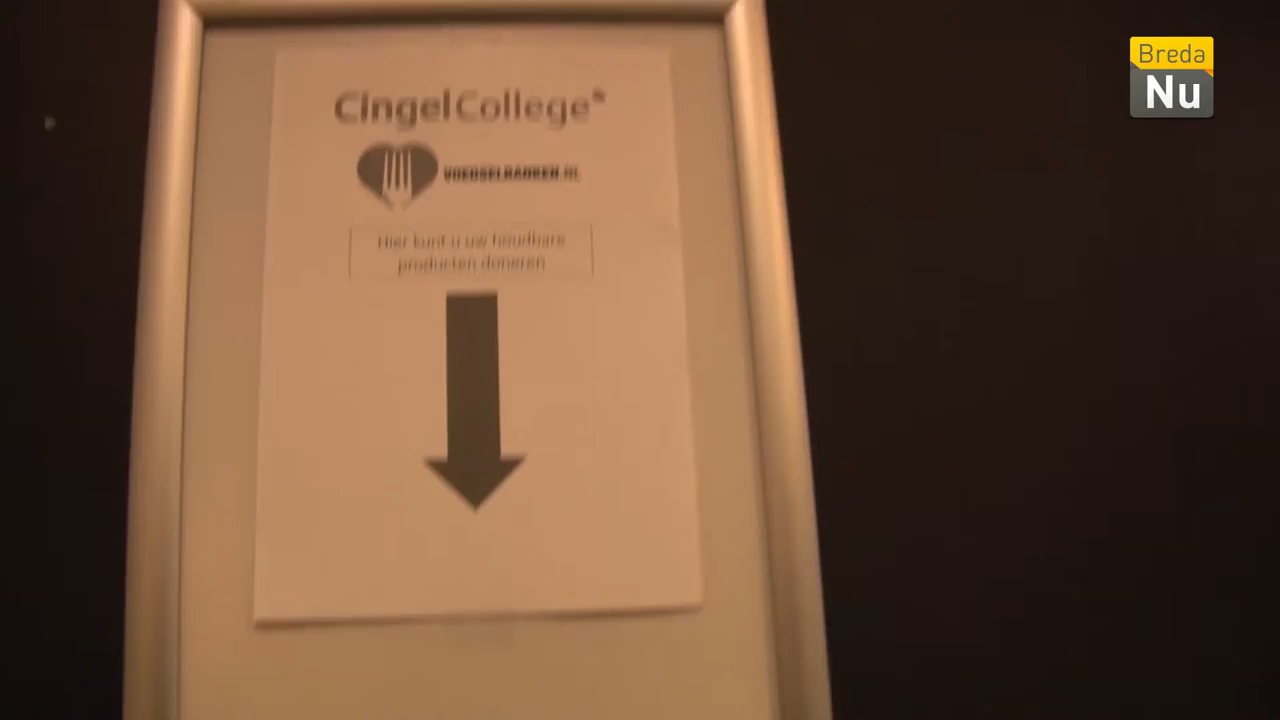 CingelCollege
VOEDSELBANKEN.NL
Hier kunt u uw houdbare
producten doneren
Breda
Nu